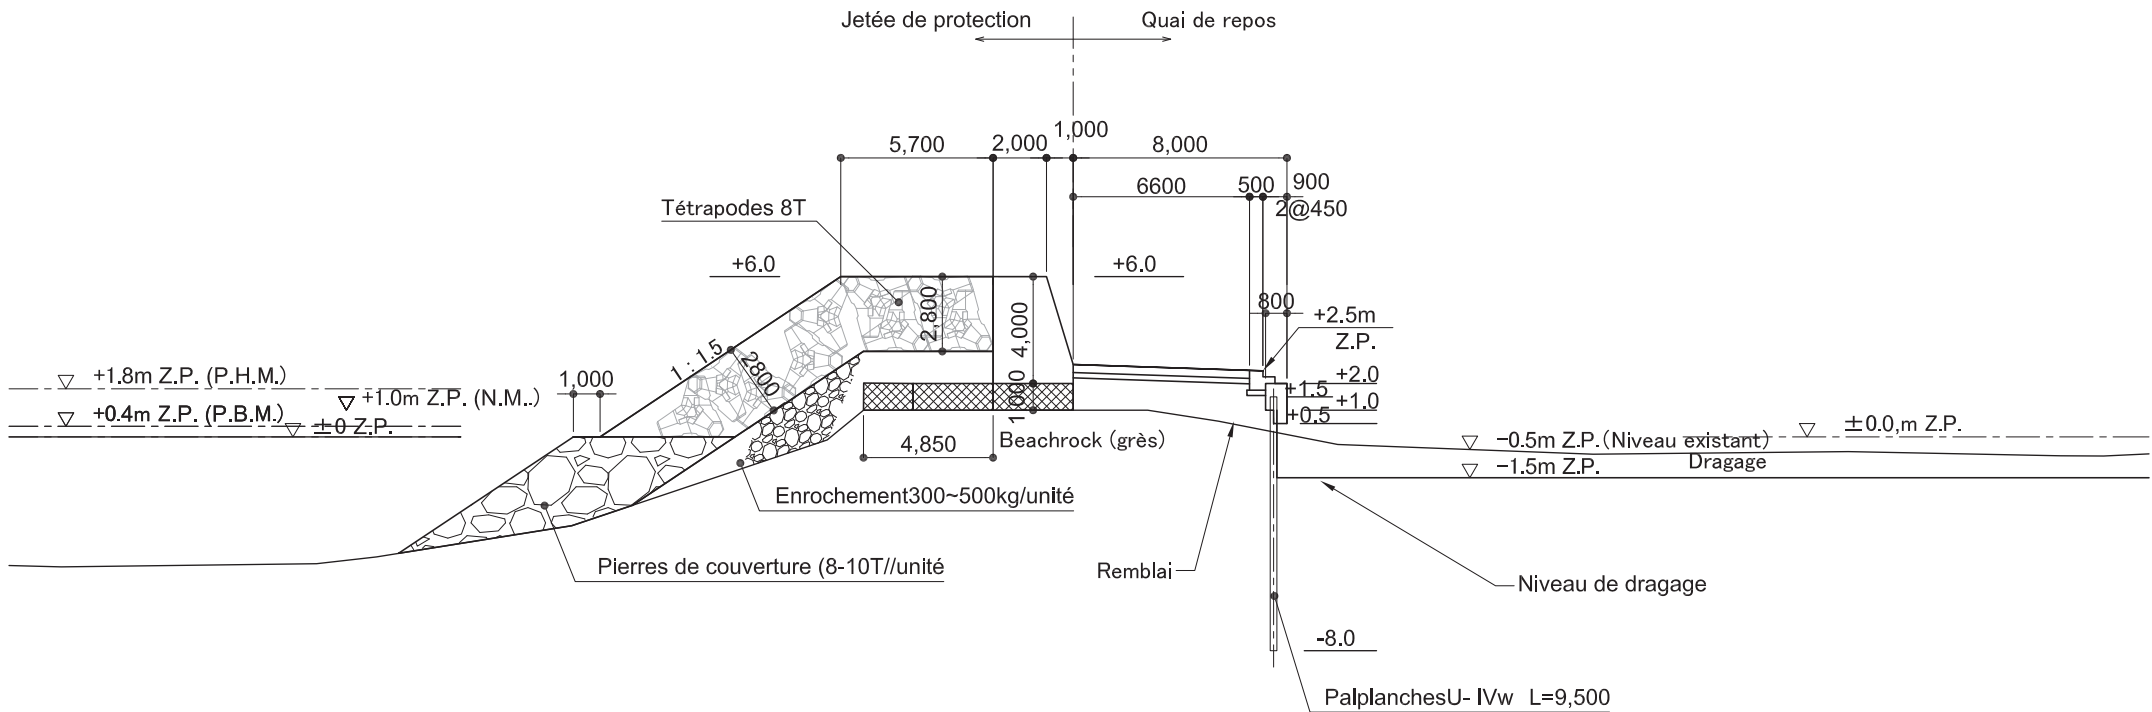 Jetée de protection
Quai de repos
1,000
5,700
2,000
8,000
6600
500
900
2@450
Tétrapodes 8T
+6.0
+6.0
800
+2.5m
Z.P.
2,800
4,000
1 : 1.5
2800
+1.8m Z.P. (P.H.M.)
1,000
+1.0m Z.P. (N.M..)
+0.4m Z.P. (P.B.M.)
±0 Z.P.
1,000
+2.0
+1.5
+1.0
+0.5
4,850
Beachrock (grès)
−0.5m Z.P.(Niveau existant)
±0.0,m Z.P.
−1.5m Z.P.
Dragage
Enrochement300~500kg/unité
Pierres de couverture (8-10T//unité
Remblai
Niveau de dragage
-8.0
PalplanchesU- IVw L=9,500